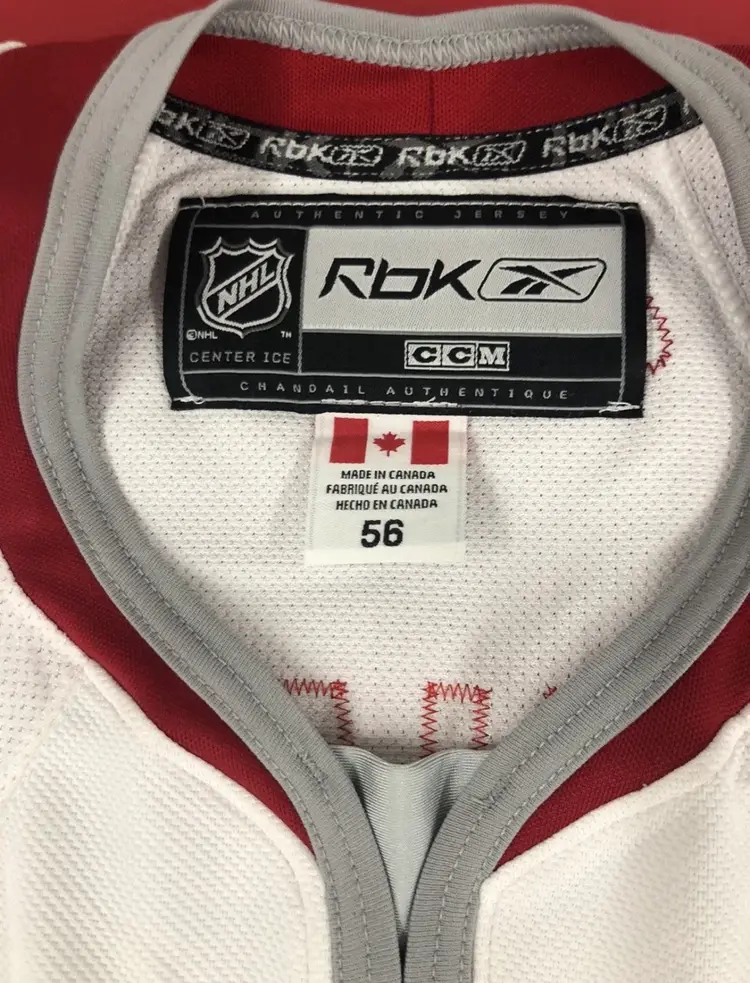 RbK RbK RbK RbK
AUTHENTIC JERSEY
NHL
RbK
©NHL TM
CCM
CENTER ICE
CHANDAIL AUTHENTIQUE
MADE IN CANADA
FABRIQUÉ AU CANADA
HECHO EN CANADA
56